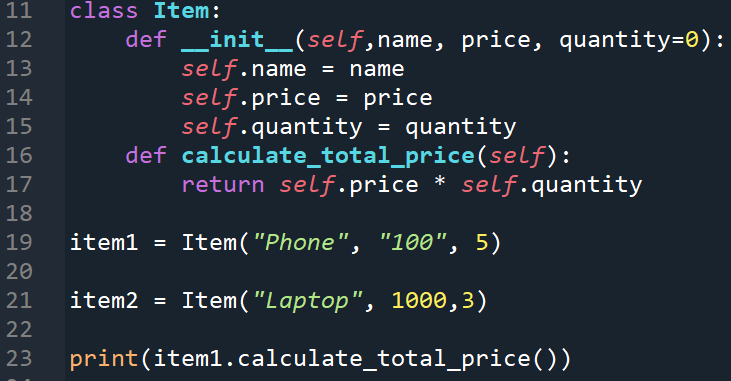 11 class Item:
12     def __init__(self,name, price, quantity=0):
13         self.name = name
14         self.price = price
15         self.quantity = quantity
16     def calculate_total_price(self):
17         return self.price * self.quantity
18
19 item1 = Item("Phone", "100", 5)
20
21 item2 = Item("Laptop", 1000,3)
22
23 print(item1.calculate_total_price())